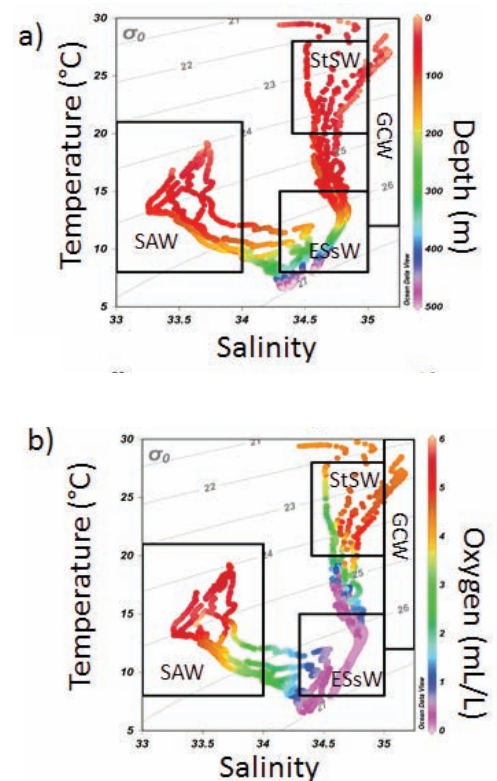 a)
σ0
30
25
20
15
10
5
Temperature (°C)
21
22
23
24
25
26
27
StSW
GCW
SAW
ESsW
33
33.5
34
34.5
35
Salinity
Ocean Data View
0
100
200
300
400
500
Depth (m)
b)
σ0
30
25
20
15
10
5
Temperature (°C)
21
22
23
24
25
26
27
StSW
GCW
SAW
ESsW
33
33.5
34
34.5
35
Salinity
Ocean Data View
6
5
4
3
2
1
0
Oxygen (mL/L)